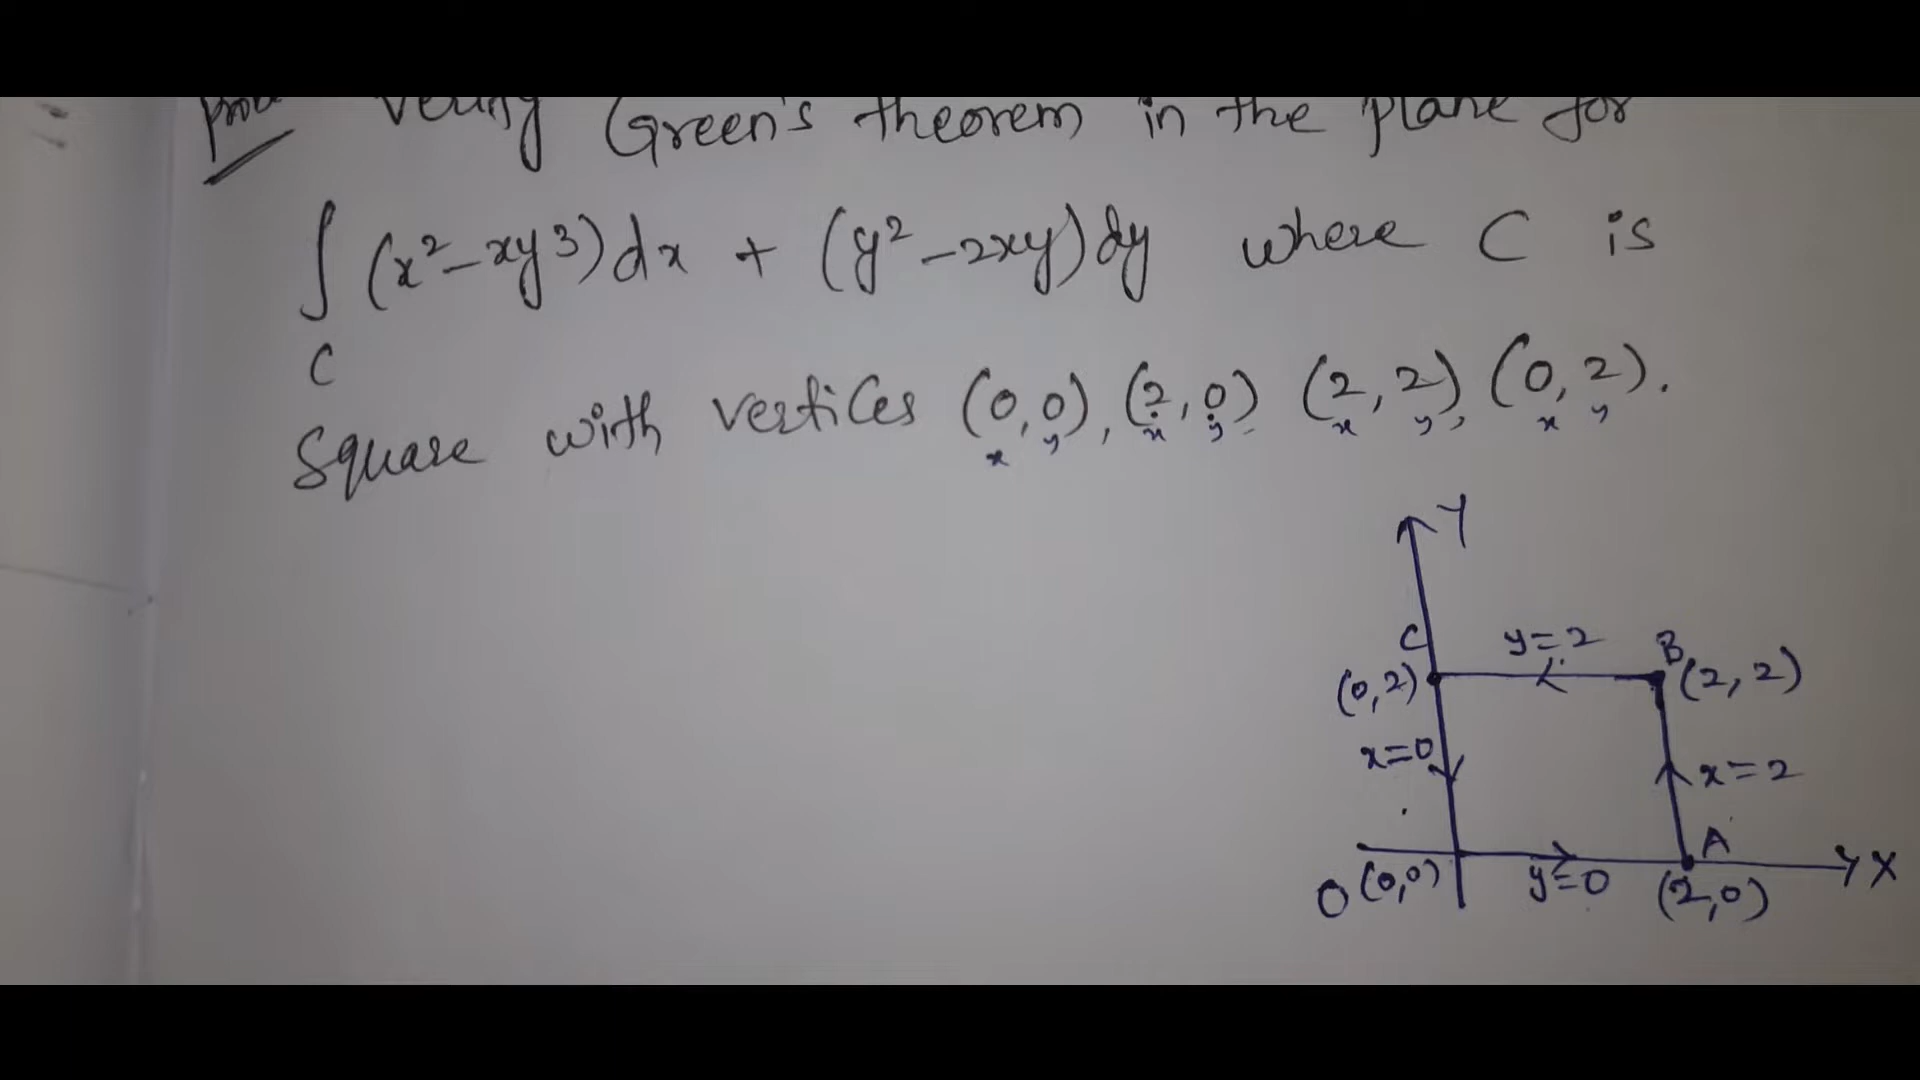 prob Verify Green's theorem in the plane for
∫ (x²-xy³)dx + (y²-2xy)dy where C is
C
Square with vertices (0,0), (2,0) (2,2), (0,2).
x y x y x y x y
Y
C y=2 B
(0,2) (2,2)
x=0 x=2
A
O (0,0) y=0 (2,0) X